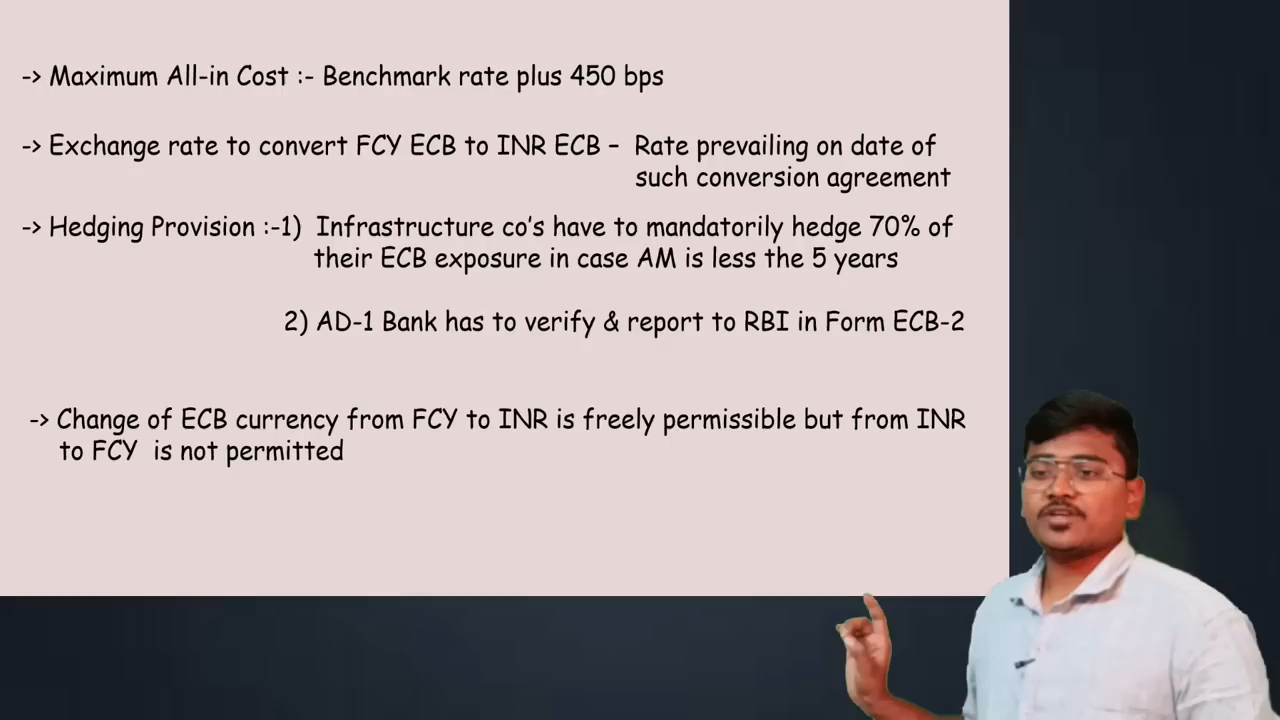 -> Maximum All-in Cost :- Benchmark rate plus 450 bps
-> Exchange rate to convert FCY ECB to INR ECB – Rate prevailing on date of
such conversion agreement
-> Hedging Provision :-1) Infrastructure co's have to mandatorily hedge 70% of
their ECB exposure in case AM is less the 5 years
2) AD-1 Bank has to verify & report to RBI in Form ECB-2
-> Change of ECB currency from FCY to INR is freely permissible but from INR
to FCY is not permitted